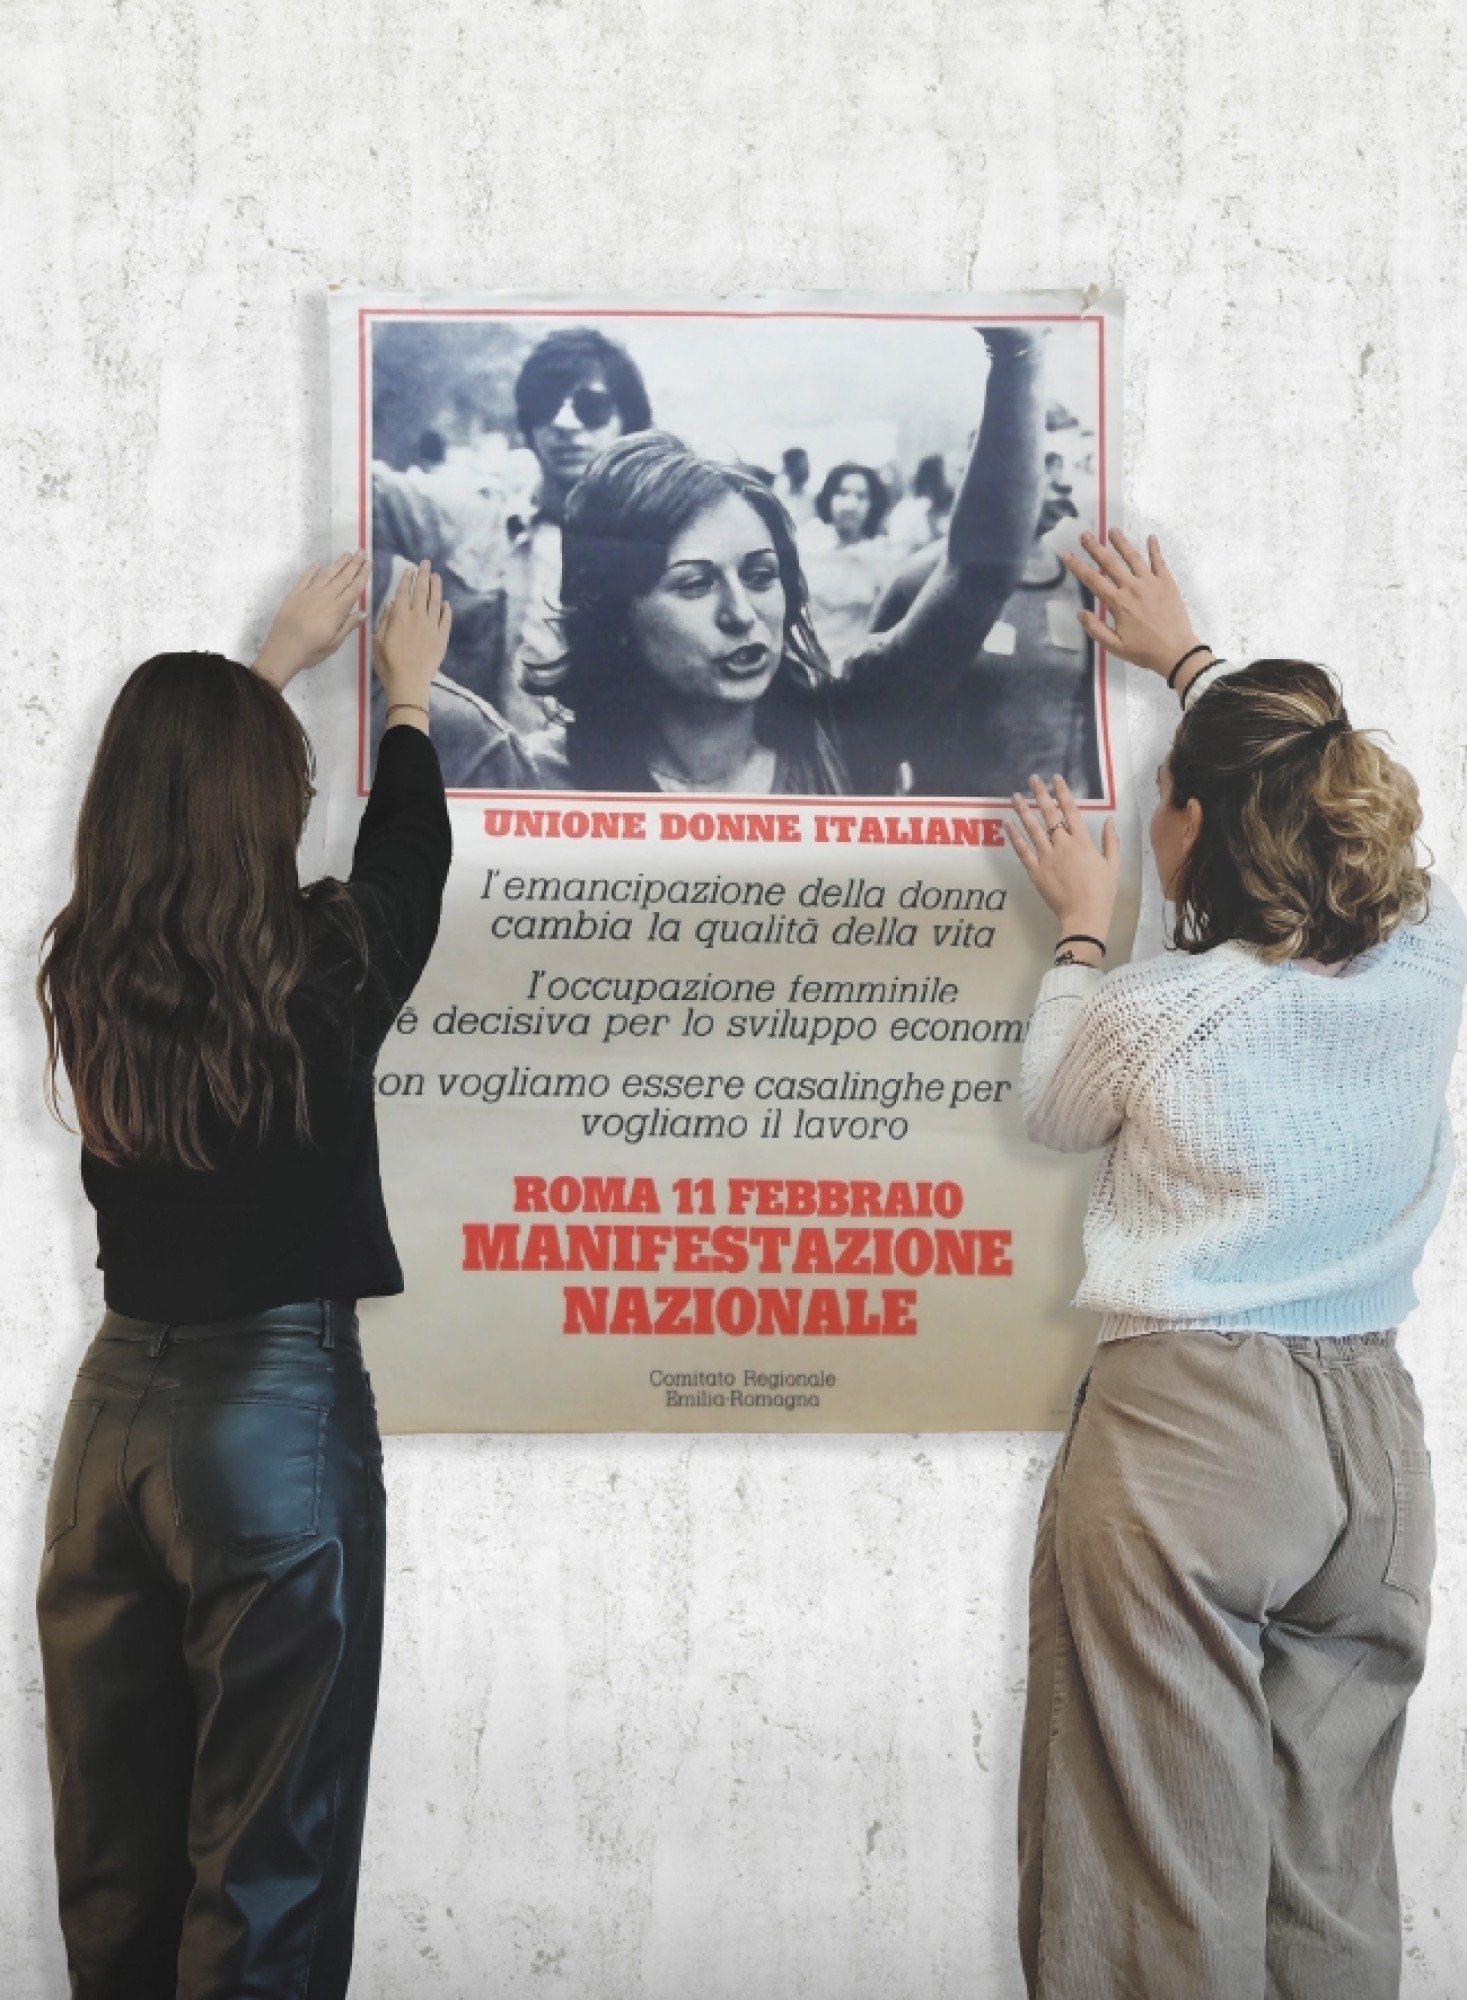 UNIONE DONNE ITALIANE
l'emancipazione della donna
cambia la qualità della vita
l'occupazione femminile
è decisiva per lo sviluppo
vogliamo essere casalinghe per
vogliamo il lavoro
ROMA 11 FEBBRAIO
MANIFESTAZIONE
NAZIONALE
Comitato Regionale
Emilia-Romagna